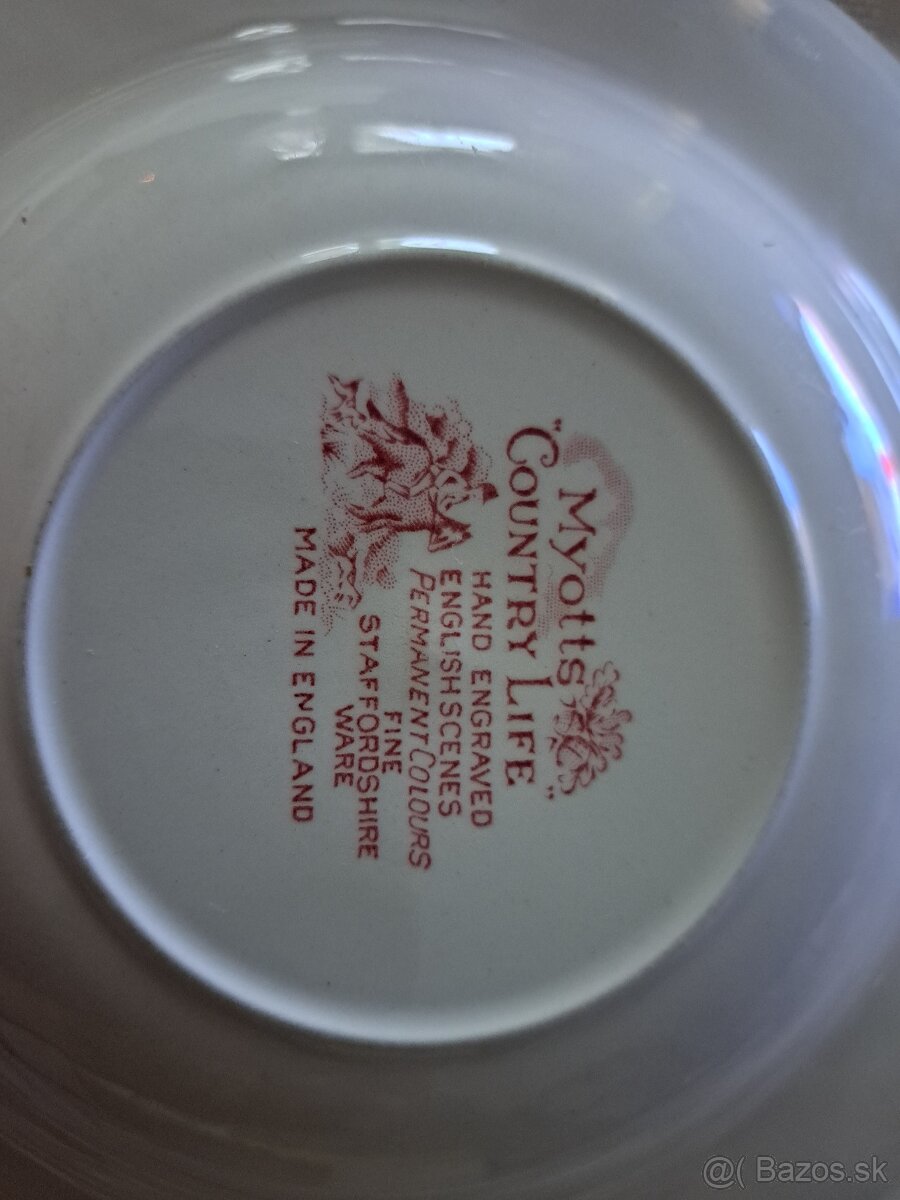 Myotts
"COUNTRY LIFE"
HAND ENGRAVED
ENGLISH SCENES
PERMANENT COLOURS
FINE
STAFFORDSHIRE
WARE
MADE IN ENGLAND
@( Bazos.sk